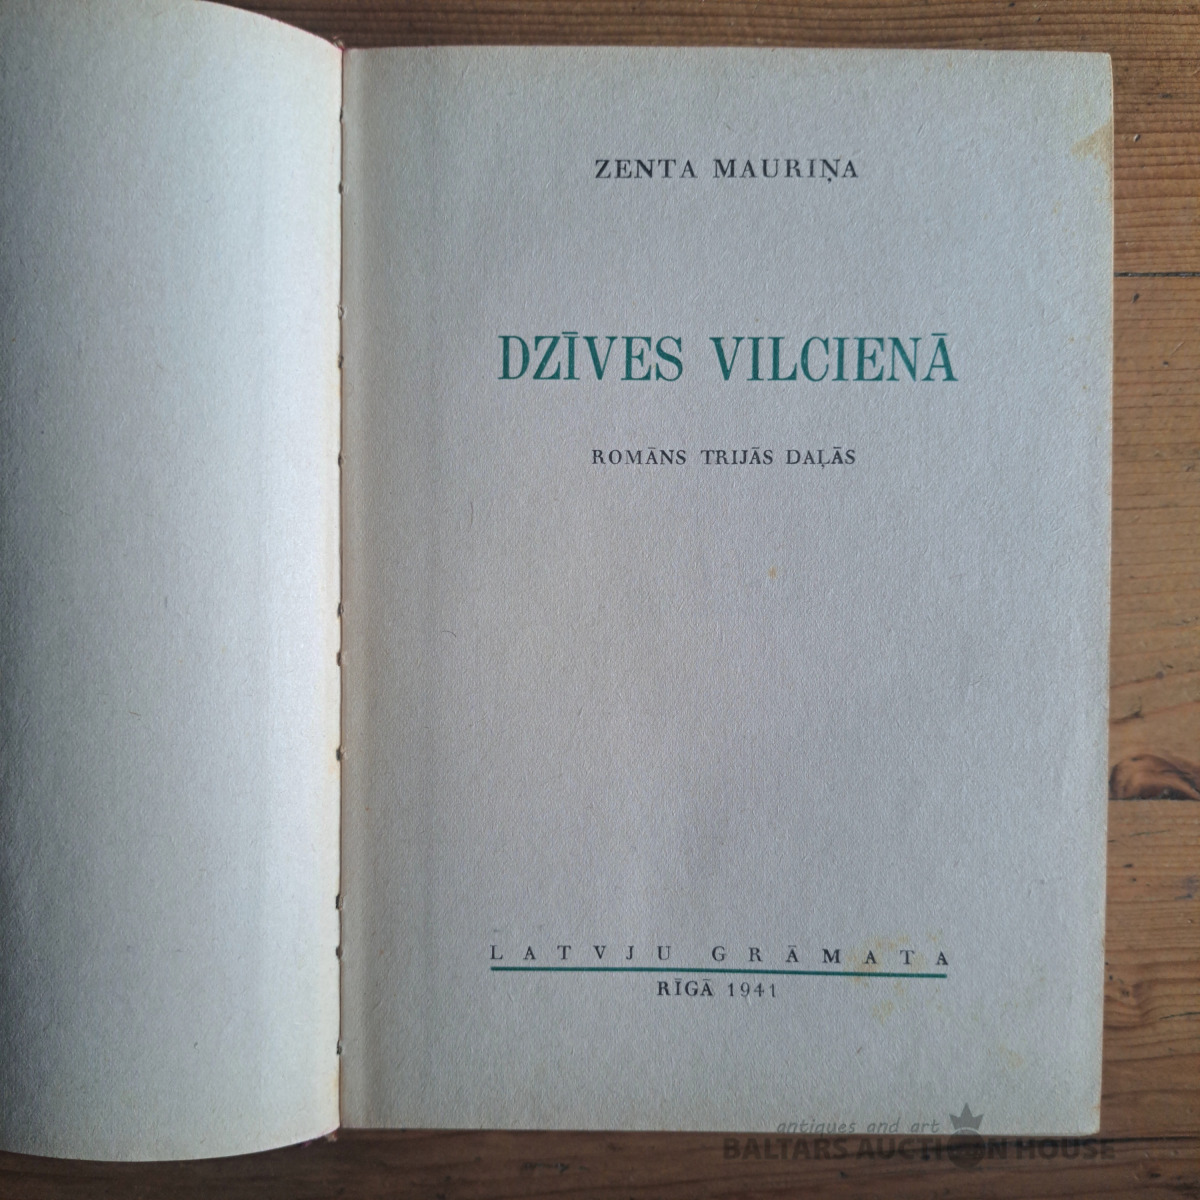 ZENTA MAURIŅA
DZĪVES VILCIENĀ
ROMĀNS TRIJĀS DAĻĀS
LATVJU GRĀMATA
RĪGĀ 1941
antiques and art
BALTARS AUCTION HOUSE